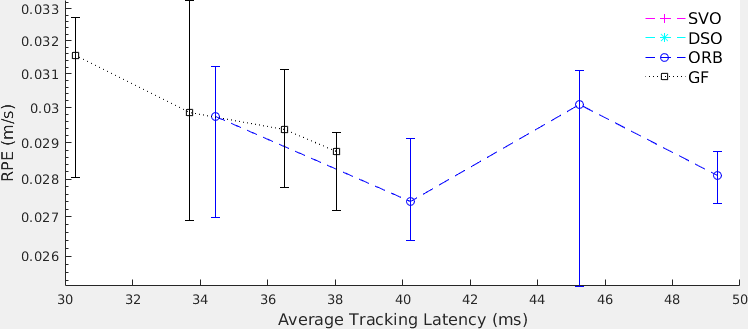 0.033
0.032
0.031
0.03
0.029
0.028
0.027
0.026
RPE (m/s)
30 32 34 36 38 40 42 44 46 48 50
Average Tracking Latency (ms)
SVO
DSO
ORB
GF